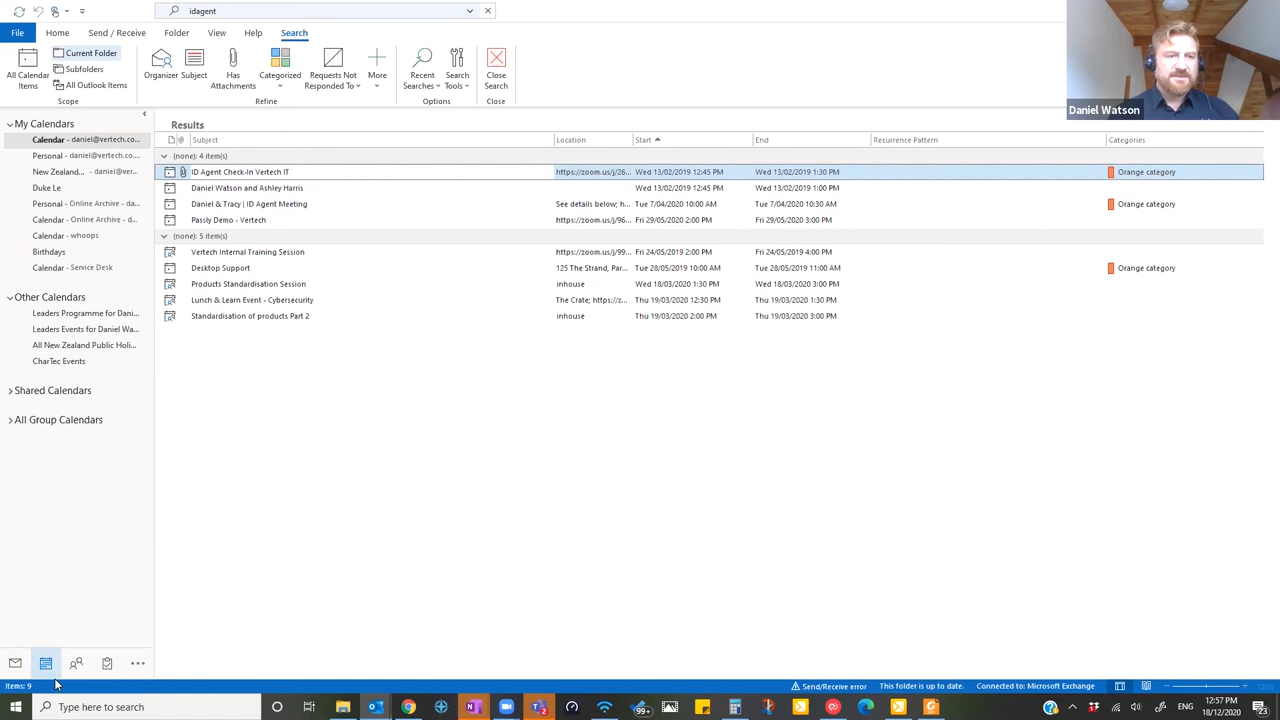 idagent
File Home Send / Receive Folder View Help Search
All Calendar Items
Current Folder
Subfolders
All Outlook Items
Scope
Organizer
Subject
Has Attachments
Categorized
Requests Not Responded To
More
Refine
Recent Searches
Search Tools
Options
Close Search
Close
Daniel Watson
My Calendars
Calendar - daniel@vertech.co...
Personal - daniel@vertech.co....
New Zealand... - daniel@ver...
Duke Le
Personal - Online Archive - da...
Calendar - Online Archive - d...
Calendar - whoops
Birthdays
Calendar - Service Desk
Other Calendars
Leaders Programme for Dani...
Leaders Events for Daniel Wa...
All New Zealand Public Holi...
CharTec Events
Shared Calendars
All Group Calendars
Results
Subject Location Start End Recurrence Pattern Categories
(none): 4 item(s)
ID Agent Check-In Vertech IT https://zoom.us/j/26... Wed 13/02/2019 12:45 PM Wed 13/02/2019 1:30 PM Orange category
Daniel Watson and Ashley Harris Wed 13/02/2019 12:45 PM Wed 13/02/2019 1:00 PM
Daniel & Tracy | ID Agent Meeting See details below; h... Tue 7/04/2020 10:00 AM Tue 7/04/2020 10:30 AM Orange category
Passly Demo - Vertech https://zoom.us/j/96... Fri 29/05/2020 2:00 PM Fri 29/05/2020 3:00 PM
(none): 5 item(s)
Vertech Internal Training Session https://zoom.us/j/99... Fri 24/05/2019 2:00 PM Fri 24/05/2019 4:00 PM
Desktop Support 125 The Strand, Par... Tue 28/05/2019 10:00 AM Tue 28/05/2019 11:00 AM Orange category
Products Standardisation Session inhouse Wed 18/03/2020 1:30 PM Wed 18/03/2020 3:00 PM
Lunch & Learn Event - Cybersecurity The Crate; https://z... Thu 19/03/2020 12:30 PM Thu 19/03/2020 1:30 PM
Standardisation of products Part 2 inhouse Thu 19/03/2020 2:00 PM Thu 19/03/2020 3:00 PM
Items: 9 Send/Receive error This folder is up to date. Connected to: Microsoft Exchange
Type here to search
99+
ENG
12:57 PM
18/12/2020
23